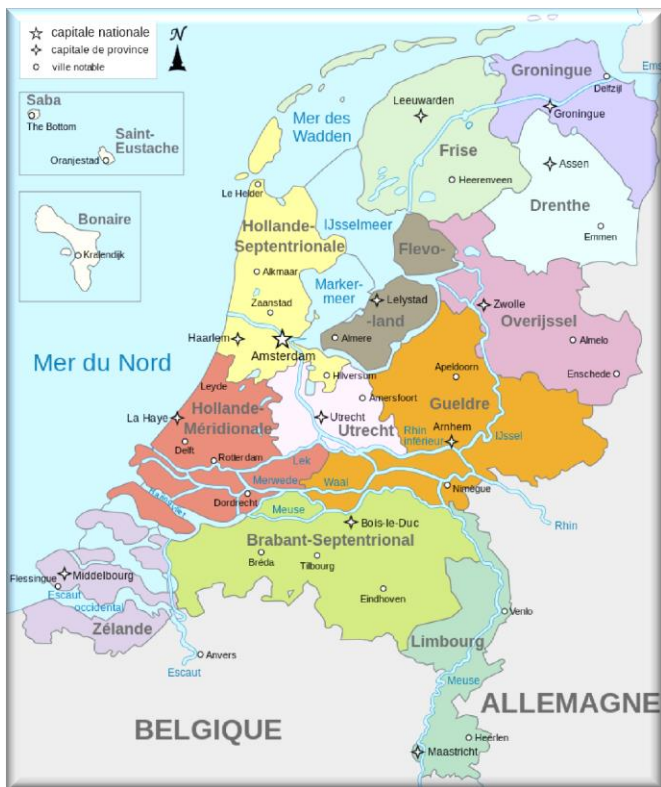 capitale nationale
capitale de province
ville notable
N
Saba
The Bottom
Saint-
Eustache
Oranjestad
Bonaire
Kralendijk
Groningue
Delfzijl
Ems
Leeuwarden
Groningue
Mer des
Wadden
Frise
Assen
Heerenveen
Le Helder
Drenthe
Emmen
Hollande-
Septentrionale
IJsselmeer
Flevo-
Alkmaar
Marker-
meer
Lelystad
Zwolle
Zaanstad
-land
Overijssel
Haarlem
Amsterdam
Almere
Almelo
Mer du Nord
Hilversum
Apeldoorn
Enschede
Leyde
Amersfoort
Hollande-
Méridionale
Gueldre
La Haye
Utrecht
Utrecht
Rhin
inférieur
Arnhem
IJssel
Delft
Rotterdam
Lek
Merwede
Waal
Nimègue
Haringvliet
Dordrecht
Meuse
Rhin
Bois-le-Duc
Brabant-Septentrional
Bréda
Tilbourg
Middelbourg
Flessingue
Eindhoven
Escaut
occidental
Venlo
Zélande
Limbourg
Anvers
Escaut
Meuse
ALLEMAGNE
BELGIQUE
Heerlen
Maastricht